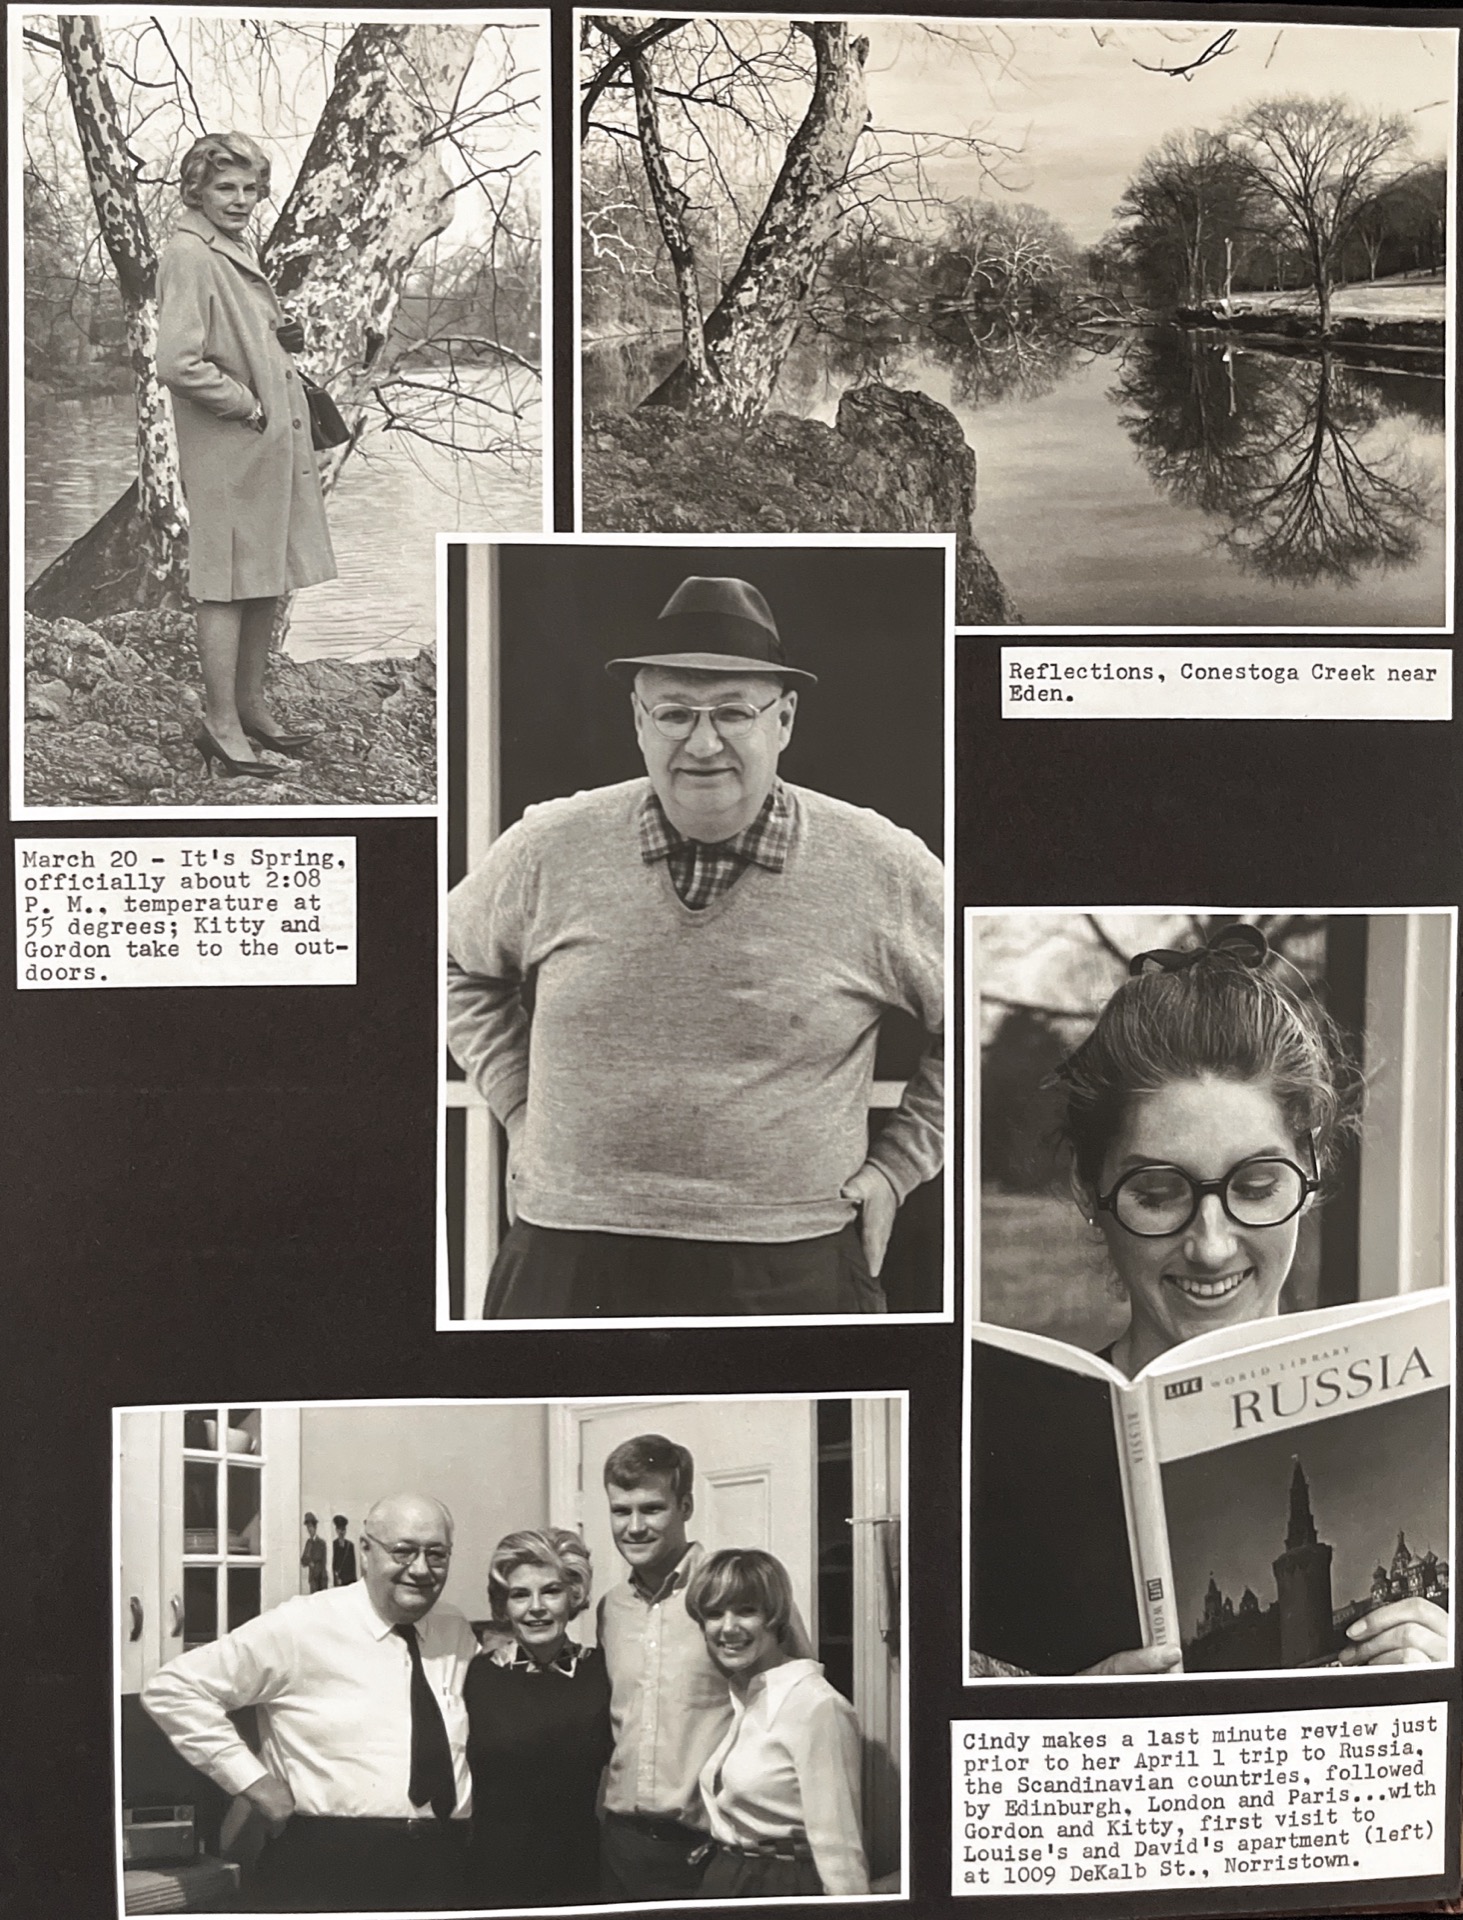 Reflections, Conestoga Creek near
Eden.
March 20 - It's Spring,
officially about 2:08
P. M., temperature at
55 degrees; Kitty and
Gordon take to the out-
doors.
LIFE WORLD LIBRARY
RUSSIA
RUSSIA
LIFE WORLD
Cindy makes a last minute review just
prior to her April 1 trip to Russia,
the Scandinavian countries, followed
by Edinburgh, London and Paris...with
Gordon and Kitty, first visit to
Louise's and David's apartment (left)
at 1009 DeKalb St., Norristown.